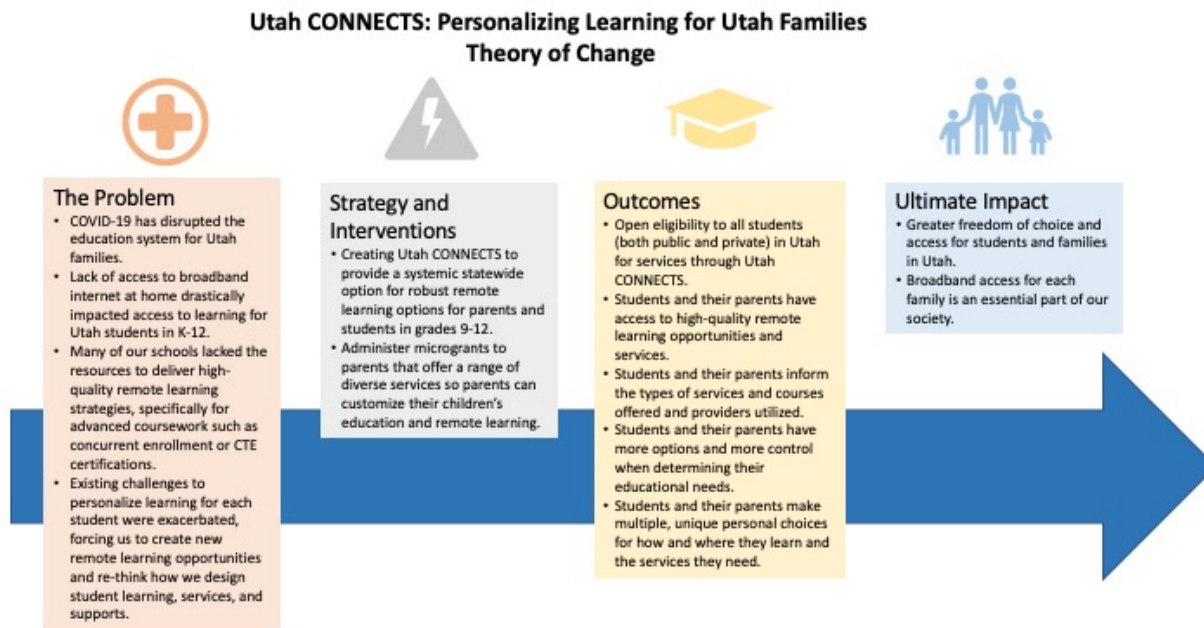 Utah CONNECTS: Personalizing Learning for Utah Families
Theory of Change
The Problem
• COVID-19 has disrupted the
education system for Utah
families.
• Lack of access to broadband
internet at home drastically
impacted access to learning for
Utah students in K-12.
• Many of our schools lacked the
resources to deliver high-
quality remote learning
strategies, specifically for
advanced coursework such as
concurrent enrollment or CTE
certifications.
• Existing challenges to
personalize learning for each
student were exacerbated,
forcing us to create new
remote learning opportunities
and re-think how we design
student learning, services, and
supports.
Strategy and
Interventions
• Creating Utah CONNECTS to
provide a systemic statewide
option for robust remote
learning options for parents and
students in grades 9-12.
• Administer microgrants to
parents that offer a range of
diverse services so parents can
customize their children's
education and remote learning.
Outcomes
• Open eligibility to all students
(both public and private) in Utah
for services through Utah
CONNECTS.
• Students and their parents have
access to high-quality remote
learning opportunities and
services.
• Students and their parents inform
the types of services and courses
offered and providers utilized.
• Students and their parents have
more options and more control
when determining their
educational needs.
• Students and their parents make
multiple, unique personal choices
for how and where they learn and
the services they need.
Ultimate Impact
• Greater freedom of choice and
access for students and families
in Utah.
• Broadband access for each
family is an essential part of our
society.